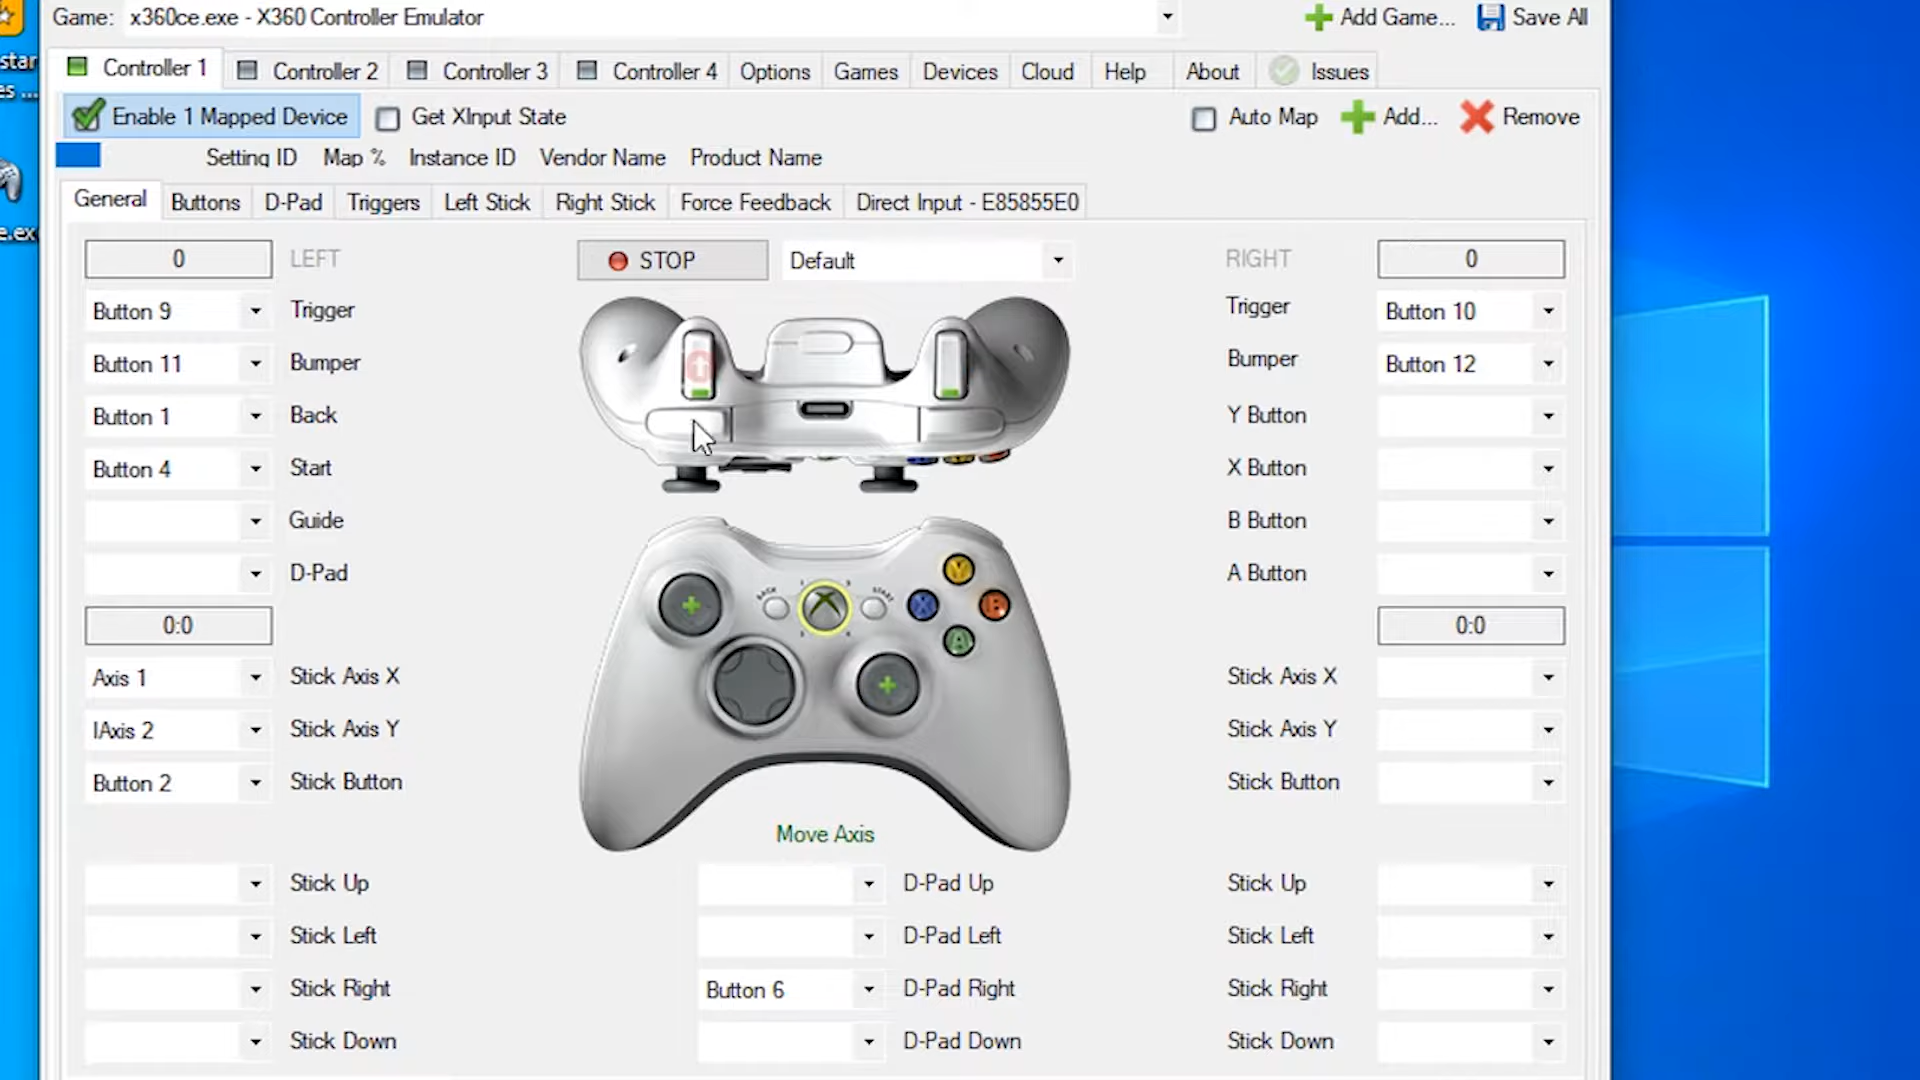 Game: x360ce.exe - X360 Controller Emulator Add Game... Save All
star
es ...
e.ex
Controller 1 Controller 2 Controller 3 Controller 4 Options Games Devices Cloud Help About Issues
Enable 1 Mapped Device Get XInput State Auto Map Add... Remove
Setting ID Map % Instance ID Vendor Name Product Name
General Buttons D-Pad Triggers Left Stick Right Stick Force Feedback Direct Input - E85855E0
0 LEFT STOP Default RIGHT 0
Button 9 Trigger Trigger Button 10
Button 11 Bumper Bumper Button 12
Button 1 Back Y Button
Button 4 Start X Button
Guide B Button
D-Pad A Button
BACK START
Y
X B
A
0:0 0:0
Axis 1 Stick Axis X Stick Axis X
IAxis 2 Stick Axis Y Stick Axis Y
Button 2 Stick Button Stick Button
Move Axis
Stick Up D-Pad Up Stick Up
Stick Left D-Pad Left Stick Left
Stick Right Button 6 D-Pad Right Stick Right
Stick Down D-Pad Down Stick Down